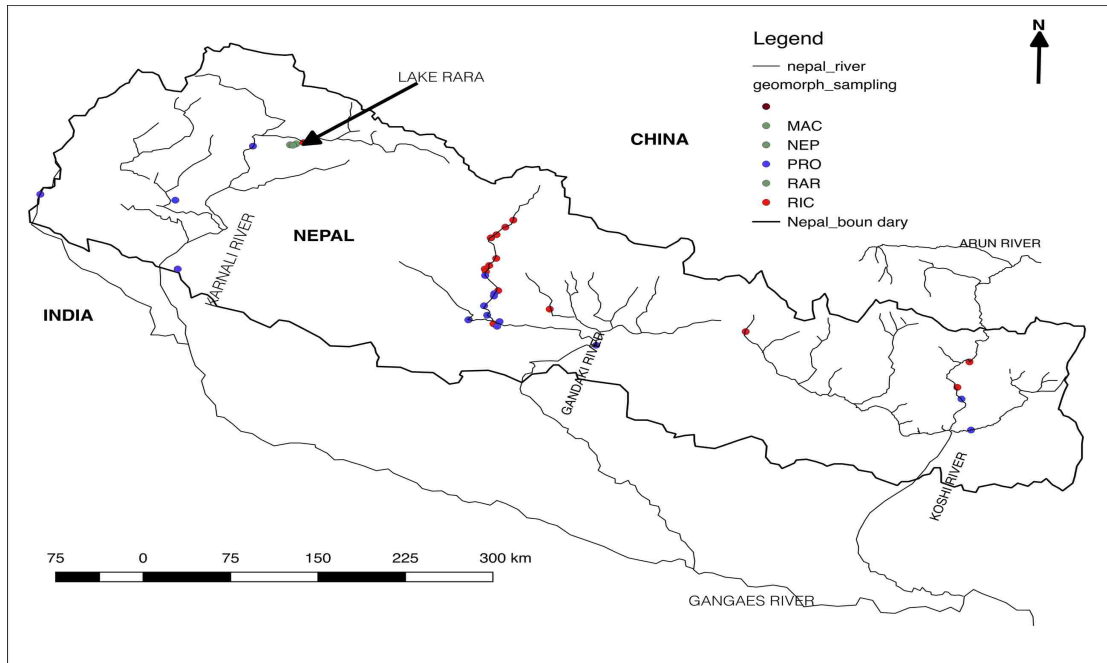 N
Legend
nepal_river
geomorph_sampling
MAC
NEP
PRO
RAR
RIC
Nepal_boun dary
LAKE RARA
CHINA
NEPAL
KARNALI RIVER
ARUN RIVER
INDIA
GANDAKI RIVER
KOSHI RIVER
75 0 75 150 225 300 km
GANGAES RIVER